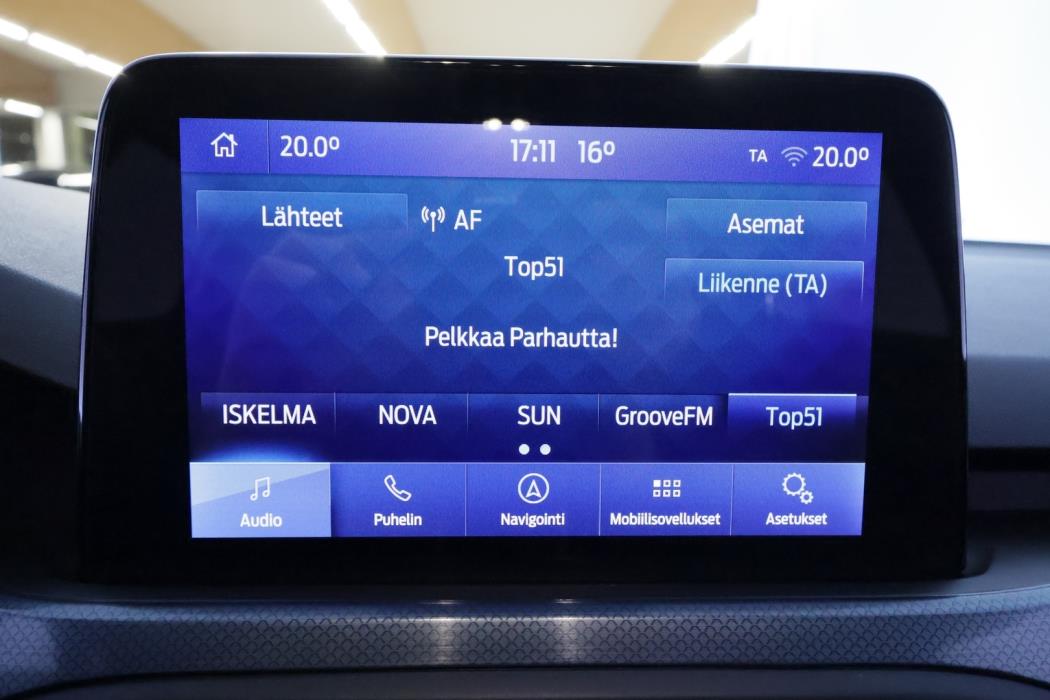 20.0° 17:11 16° TA 20.0°
Lähteet AF Asemat
Top51
Liikenne (TA)
Pelkkaa Parhautta!
ISKELMA NOVA SUN GrooveFM Top51
Audio Puhelin Navigointi Mobiilisovellukset Asetukset